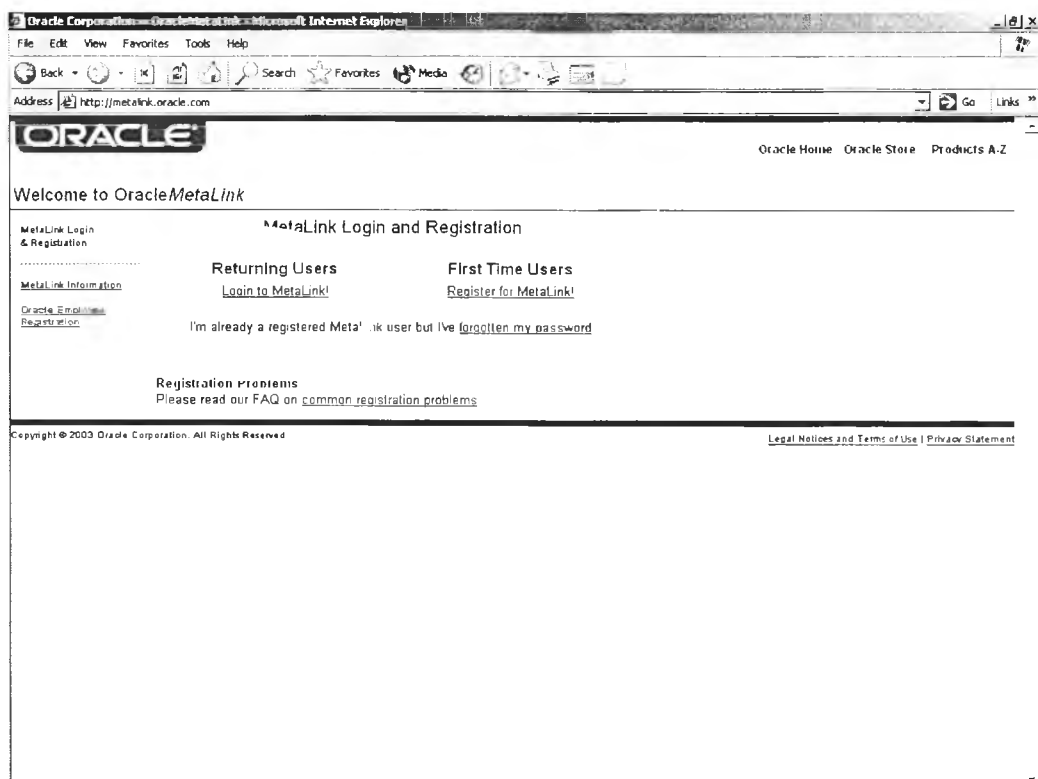 Oracle Corporation - OracleMetaLink - Microsoft Internet Explorer
File Edit View Favorites Tools Help
Back Search Favorites Media
Address http://metalink.oracle.com Go Links »
ORACLE
Oracle Home Oracle Store Products A-Z
Welcome to OracleMetaLink
MetaLink Login
& Registration
MetaLink Login and Registration
Returning Users First Time Users
Login to MetaLink! Register for MetaLink!
MetaLink Information
Oracle Employee
Registration
I'm already a registered MetaLink user but I've forgotten my password
Registration Problems
Please read our FAQ on common registration problems
Copyright © 2003 Oracle Corporation. All Rights Reserved
Legal Notices and Terms of Use | Privacy Statement